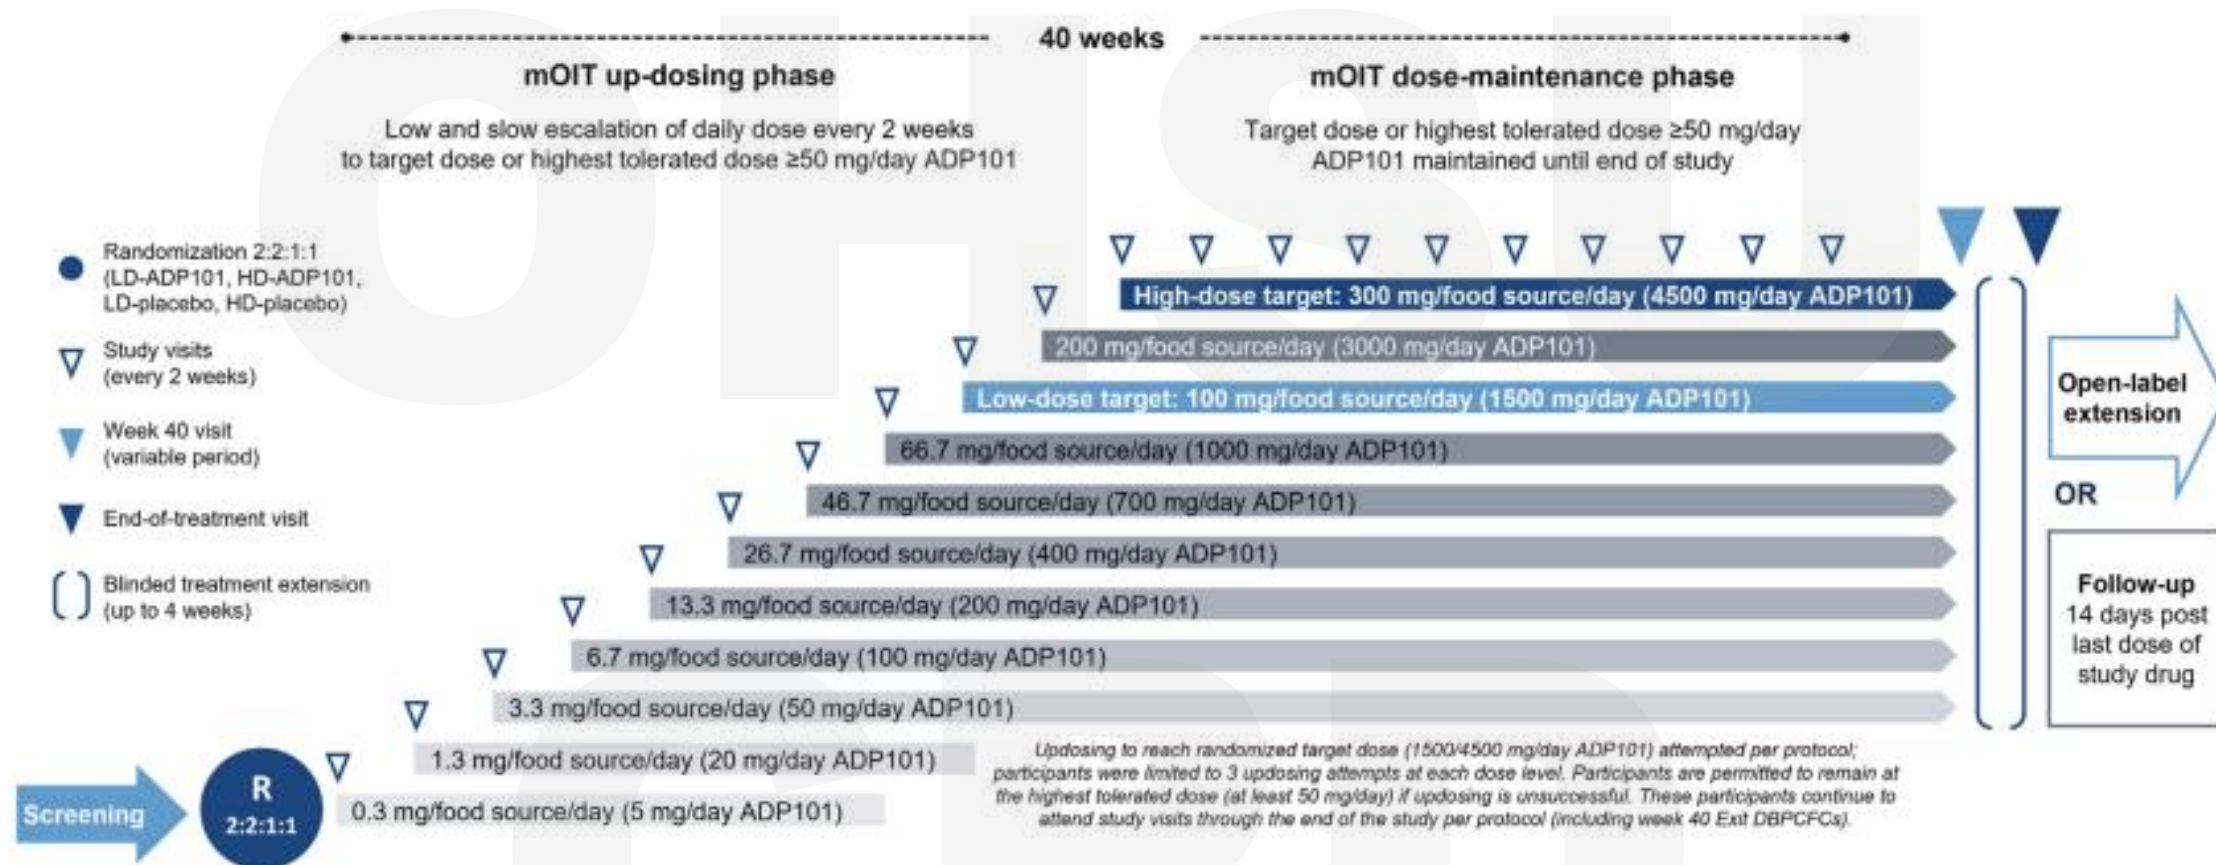 40 weeks
mOIT up-dosing phase
Low and slow escalation of daily dose every 2 weeks
to target dose or highest tolerated dose ≥50 mg/day ADP101
mOIT dose-maintenance phase
Target dose or highest tolerated dose ≥50 mg/day
ADP101 maintained until end of study
Randomization 2:2:1:1
(LD-ADP101, HD-ADP101,
LD-placebo, HD-placebo)
Study visits
(every 2 weeks)
Week 40 visit
(variable period)
End-of-treatment visit
Blinded treatment extension
(up to 4 weeks)
High-dose target: 300 mg/food source/day (4500 mg/day ADP101)
200 mg/food source/day (3000 mg/day ADP101)
Low-dose target: 100 mg/food source/day (1500 mg/day ADP101)
66.7 mg/food source/day (1000 mg/day ADP101)
46.7 mg/food source/day (700 mg/day ADP101)
26.7 mg/food source/day (400 mg/day ADP101)
13.3 mg/food source/day (200 mg/day ADP101)
6.7 mg/food source/day (100 mg/day ADP101)
3.3 mg/food source/day (50 mg/day ADP101)
1.3 mg/food source/day (20 mg/day ADP101)
0.3 mg/food source/day (5 mg/day ADP101)
Screening
R
2:2:1:1
Updosing to reach randomized target dose (1500/4500 mg/day ADP101) attempted per protocol;
participants were limited to 3 updosing attempts at each dose level. Participants are permitted to remain at
the highest tolerated dose (at least 50 mg/day) if updosing is unsuccessful. These participants continue to
attend study visits through the end of the study per protocol (including week 40 Exit DBPCFCs).
Open-label
extension
OR
Follow-up
14 days post
last dose of
study drug
OHSU